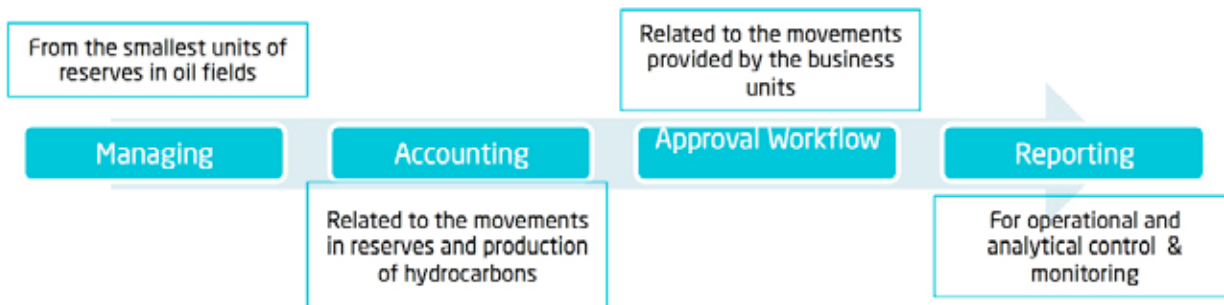 From the smallest units of
reserves in oil fields
Related to the movements
provided by the business
units
Managing
Accounting
Approval Workflow
Reporting
Related to the movements
in reserves and production
of hydrocarbons
For operational and
analytical control & 
monitoring